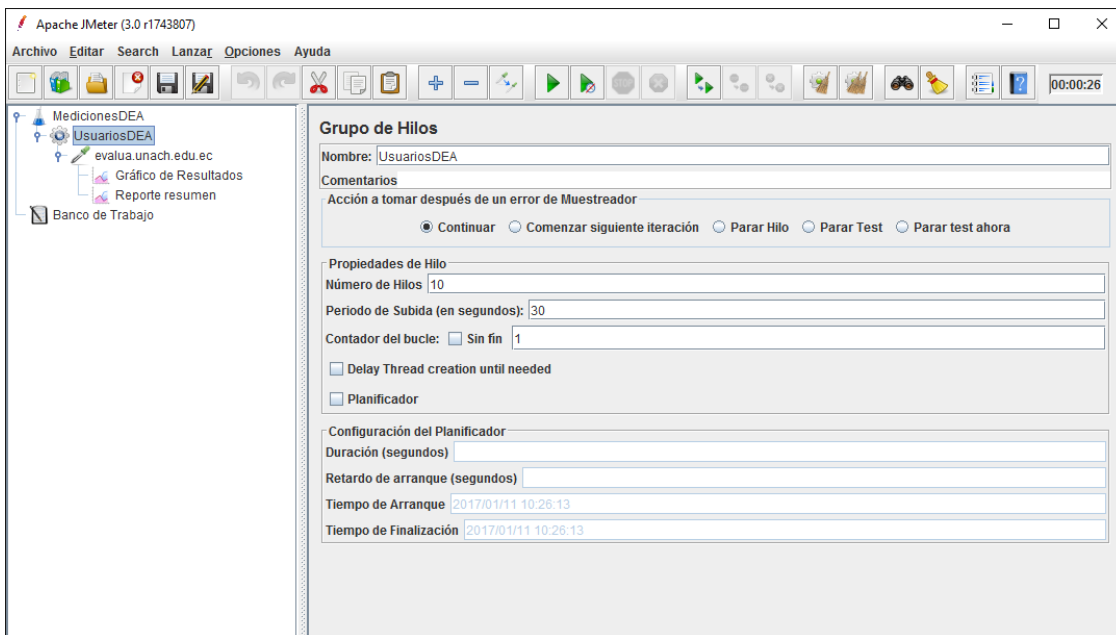 Apache JMeter (3.0 r1743807)
Archivo Editar Search Lanzar Opciones Ayuda
00:00:26
MedicionesDEA
UsuariosDEA
evalua.unach.edu.ec
Gráfico de Resultados
Reporte resumen
Banco de Trabajo
Grupo de Hilos
Nombre: UsuariosDEA
Comentarios
Acción a tomar después de un error de Muestreador
Continuar Comenzar siguiente iteración Parar Hilo Parar Test Parar test ahora
Propiedades de Hilo
Número de Hilos 10
Periodo de Subida (en segundos): 30
Contador del bucle: Sin fin 1
Delay Thread creation until needed
Planificador
Configuración del Planificador
Duración (segundos)
Retardo de arranque (segundos)
Tiempo de Arranque 2017/01/11 10:26:13
Tiempo de Finalización 2017/01/11 10:26:13